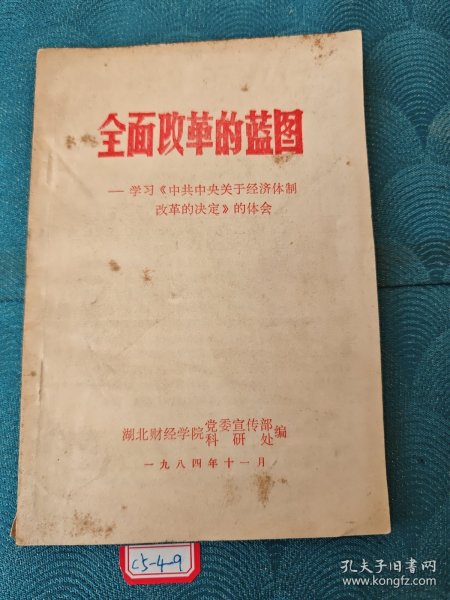 全面改革的蓝图
—学习《中共中央关于经济体制
改革的决定》的体会
湖北财经学院党委宣传部科研处编
一九八四年十一月
C5-4-9
孔夫子旧书网
www.kongfz.com